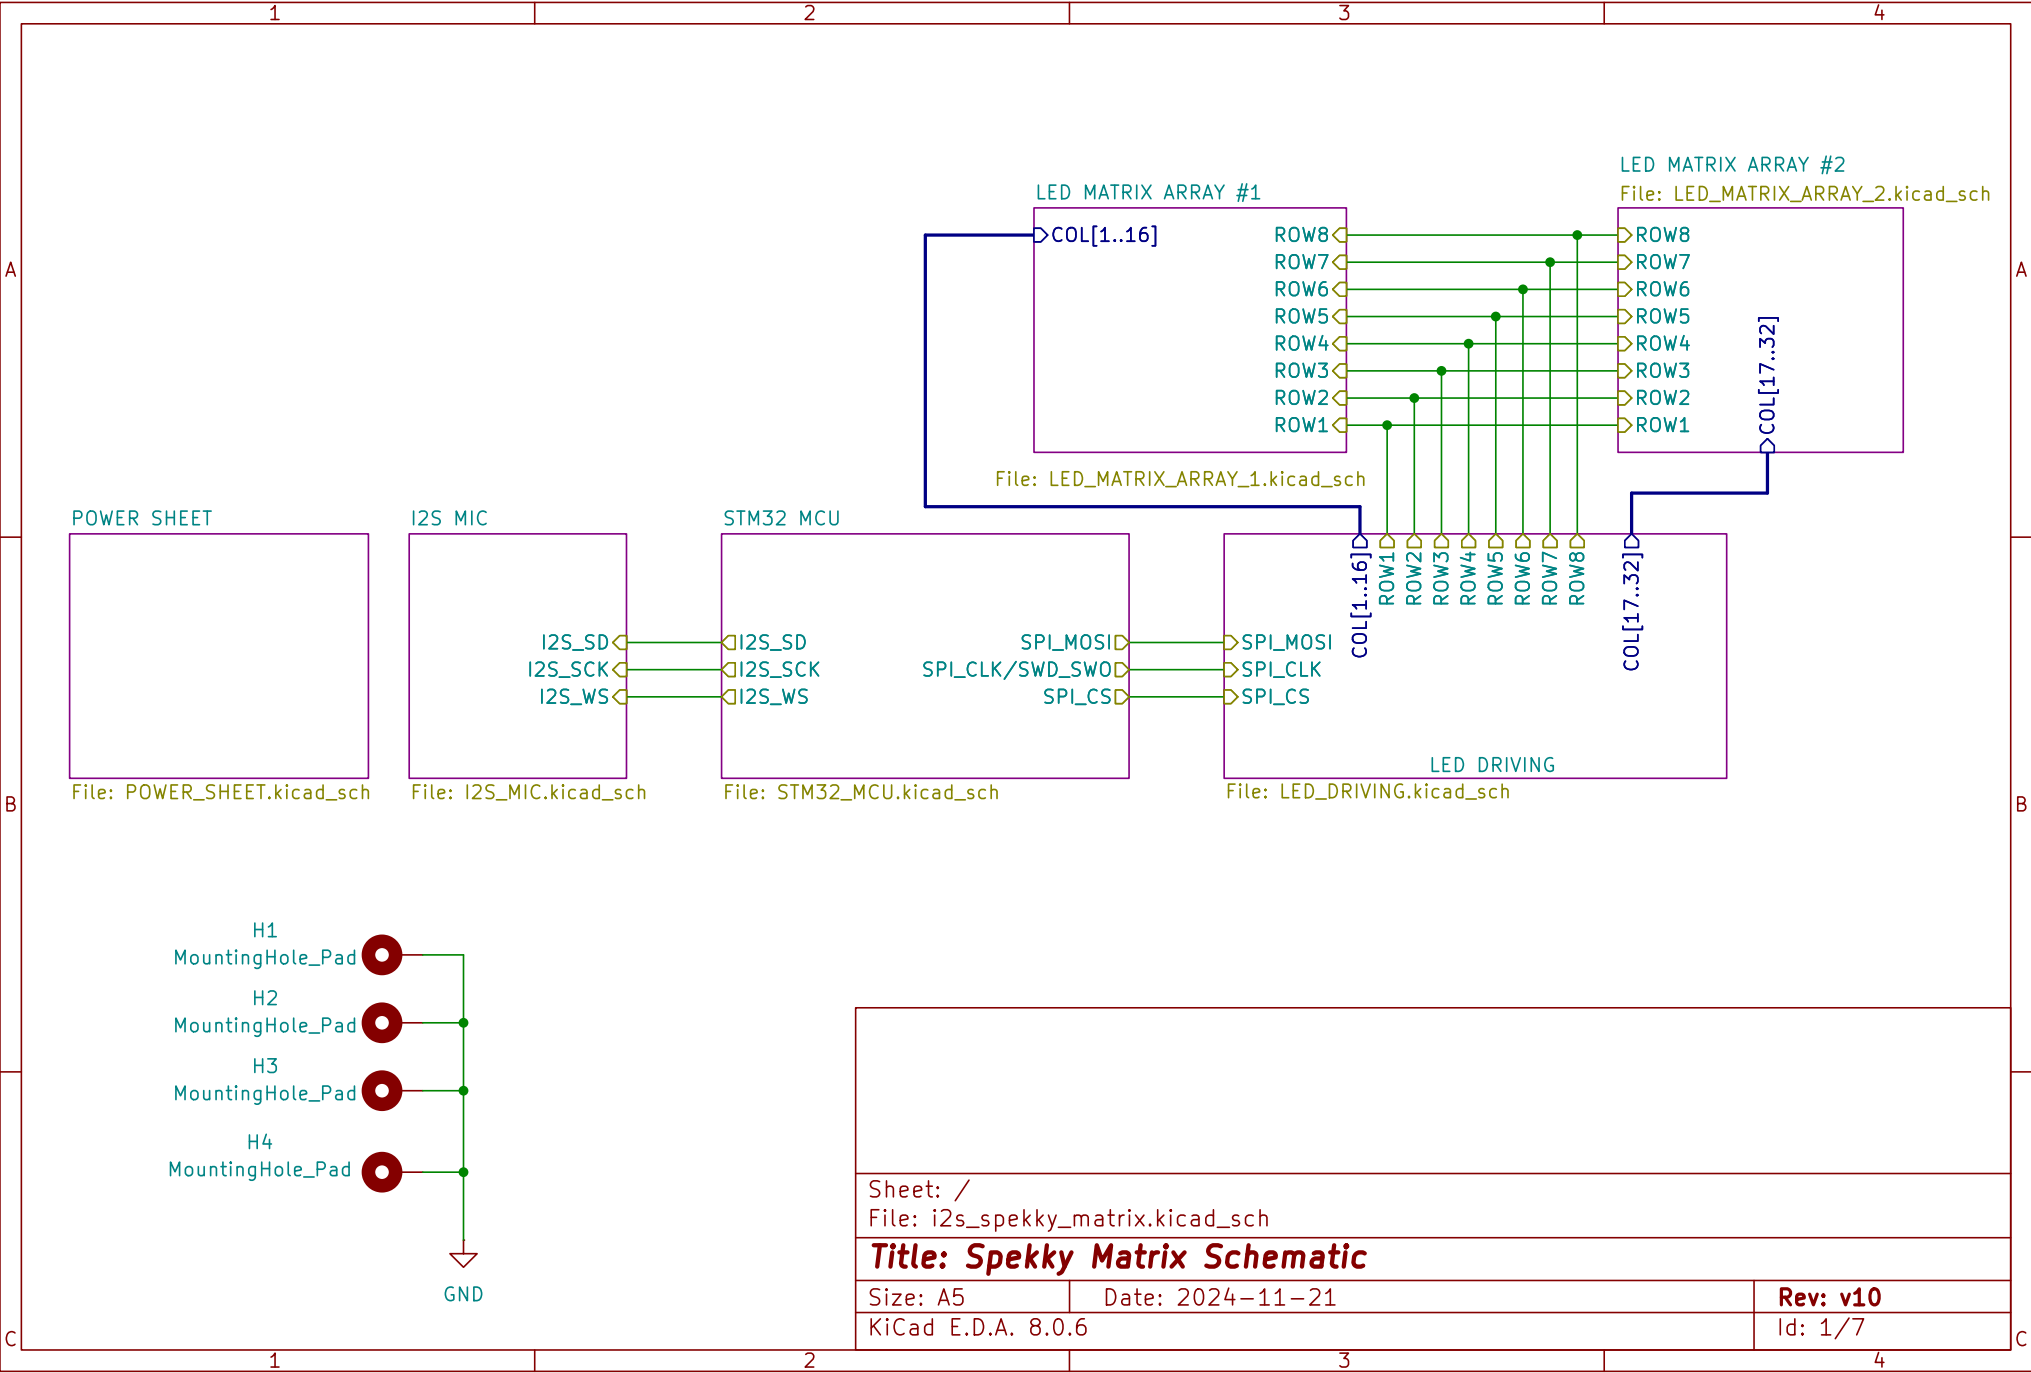 1 2 3 4
LED MATRIX ARRAY #2
File: LED_MATRIX_ARRAY_2.kicad_sch
LED MATRIX ARRAY #1
COL[1..16]
ROW8
ROW7
ROW6
ROW5
ROW4
ROW3
ROW2
ROW1
ROW8
ROW7
ROW6
ROW5
ROW4
ROW3
ROW2
ROW1
COL[17..32]
A A
File: LED_MATRIX_ARRAY_1.kicad_sch
POWER SHEET
File: POWER_SHEET.kicad_sch
I2S MIC
I2S_SD
I2S_SCK
I2S_WS
File: I2S_MIC.kicad_sch
STM32 MCU
I2S_SD
I2S_SCK
I2S_WS
SPI_MOSI
SPI_CLK/SWD_SWO
SPI_CS
File: STM32_MCU.kicad_sch
COL[1..16]
ROW1
ROW2
ROW3
ROW4
ROW5
ROW6
ROW7
ROW8
COL[17..32]
SPI_MOSI
SPI_CLK
SPI_CS
LED DRIVING
File: LED_DRIVING.kicad_sch
B B
H1
MountingHole_Pad
H2
MountingHole_Pad
H3
MountingHole_Pad
H4
MountingHole_Pad
GND
Sheet: /
File: i2s_spekky_matrix.kicad_sch
Title: Spekky Matrix Schematic
Size: A5 Date: 2024-11-21 Rev: v10
KiCad E.D.A. 8.0.6 Id: 1/7
C C
1 2 3 4